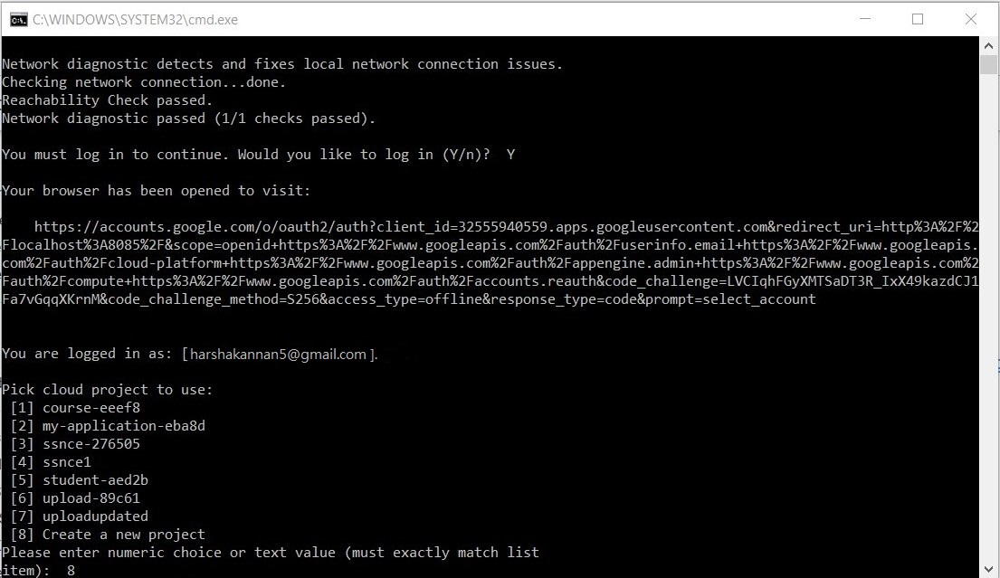 C:\WINDOWS\SYSTEM32\cmd.exe
Network diagnostic detects and fixes local network connection issues.
Checking network connection...done.
Reachability Check passed.
Network diagnostic passed (1/1 checks passed).
You must log in to continue. Would you like to log in (Y/n)?  Y
Your browser has been opened to visit:
https://accounts.google.com/o/oauth2/auth?client_id=32555940559.apps.googleusercontent.com&redirect_uri=http%3A%2F%2
Flocalhost%3A8085%2F&scope=openid+https%3A%2F%2Fwww.googleapis.com%2Fauth%2Fuserinfo.email+https%3A%2F%2Fwww.googleapis.
com%2Fauth%2Fcloud-platform+https%3A%2F%2Fwww.googleapis.com%2Fauth%2Fappengine.admin+https%3A%2F%2Fwww.googleapis.com%2
Fauth%2Fcompute+https%3A%2F%2Fwww.googleapis.com%2Fauth%2Faccounts.reauth&code_challenge=LVCIqhFGyXMTSaDT3R_IxX49kazdCJ1
Fa7vGqqXKrnM&code_challenge_method=S256&access_type=offline&response_type=code&prompt=select_account
You are logged in as: [harshakannan5@gmail.com ].
Pick cloud project to use:
[1] course-eeef8
[2] my-application-eba8d
[3] ssnce-276505
[4] ssnce1
[5] student-aed2b
[6] upload-89c61
[7] uploadupdated
[8] Create a new project
Please enter numeric choice or text value (must exactly match list
item):  8